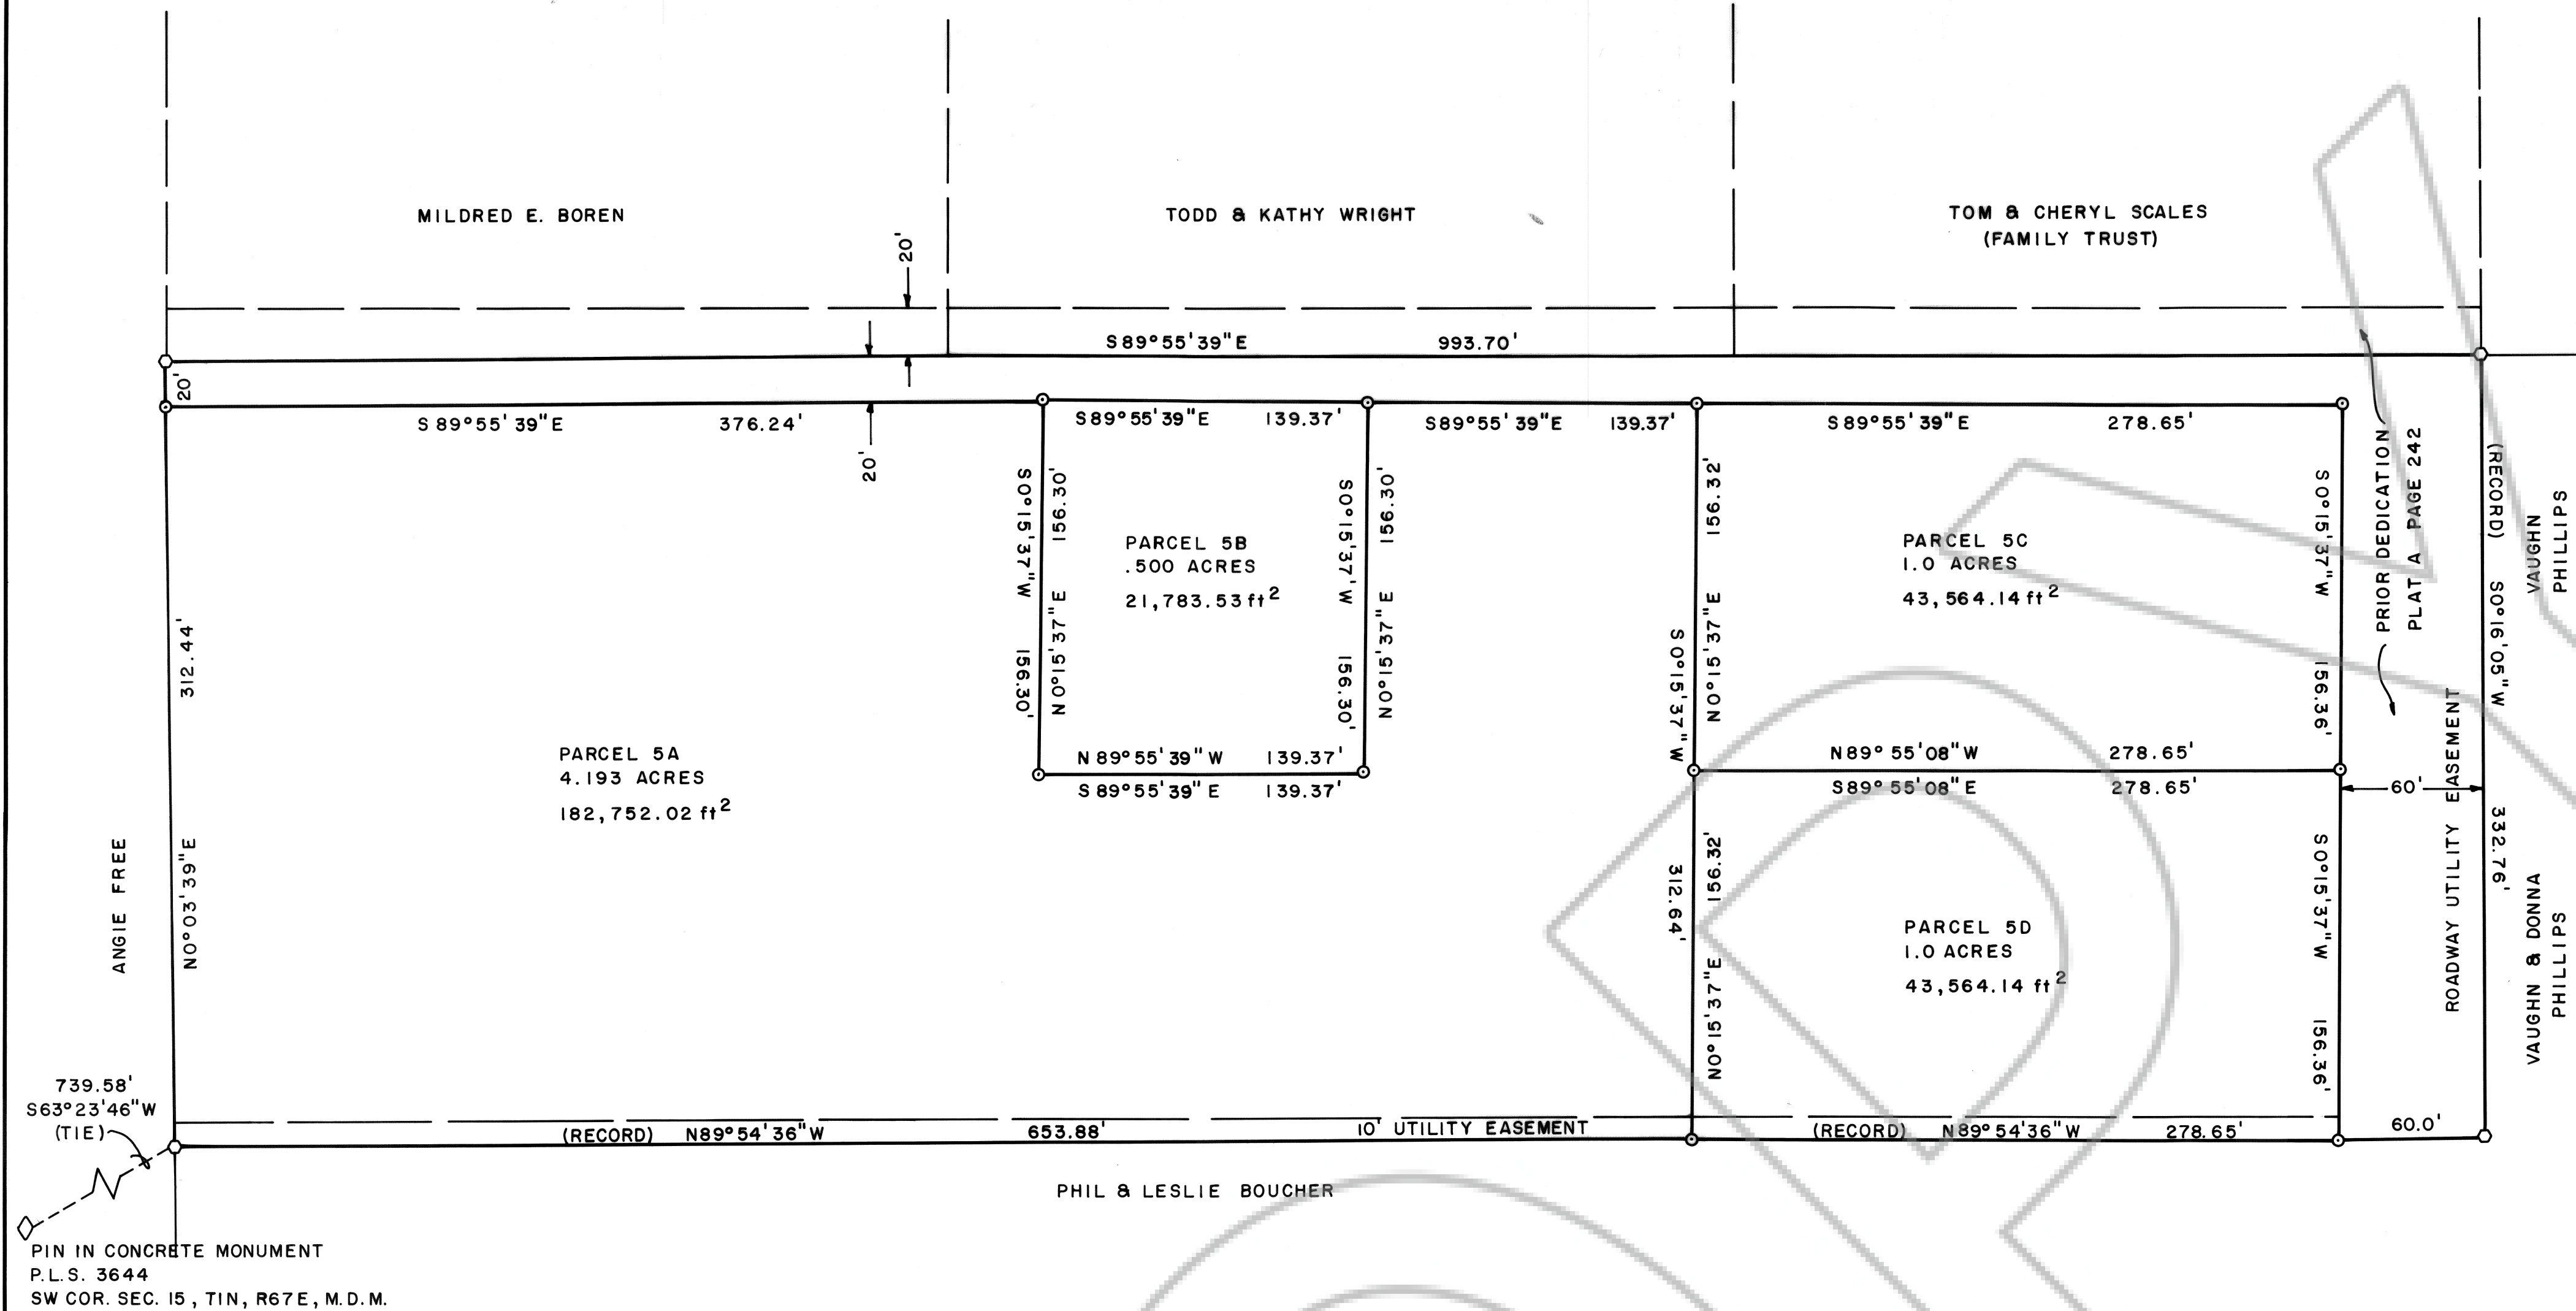 MILDRED E. BOREN
TODD & KATHY WRIGHT
TOM & CHERYL SCALES
(FAMILY TRUST)
20'
S89°55'39"E 993.70'
20'
S89°55'39"E 376.24'
20'
S89°55'39"E 139.37'
S89°55'39"E 139.37'
S89°55'39"E 278.65'
ANGIE FREE
312.44'
N0°03'39"E
PARCEL 5A
4.193 ACRES
182,752.02 ft2
S0°15'37"W 156.30'
N0°15'37"E 156.30'
PARCEL 5B
.500 ACRES
21,783.53 ft2
S0°15'37"W 156.30'
N0°15'37"E 156.30'
N89°55'39"W 139.37'
S89°55'39"E 139.37'
S0°15'37"W 312.64'
N0°15'37"E 156.32'
PARCEL 5C
1.0 ACRES
43,564.14 ft2
S0°15'37"W 156.36'
N89°55'08"W 278.65'
S89°55'08"E 278.65'
N0°15'37"E 156.32'
PARCEL 5D
1.0 ACRES
43,564.14 ft2
S0°15'37"W 156.36'
PRIOR DEDICATION
PLAT A PAGE 242
60'
ROADWAY UTILITY EASEMENT
(RECORD) S0°16'05"W 332.76'
VAUGHN
PHILLIPS
VAUGHN & DONNA
PHILLIPS
739.58'
S63°23'46"W
(TIE)
(RECORD) N89°54'36"W 653.88' 10' UTILITY EASEMENT
(RECORD) N89°54'36"W 278.65'
60.0'
PHIL & LESLIE BOUCHER
PIN IN CONCRETE MONUMENT
P.L.S. 3644
SW COR. SEC. 15, T1N, R67E, M.D.M.